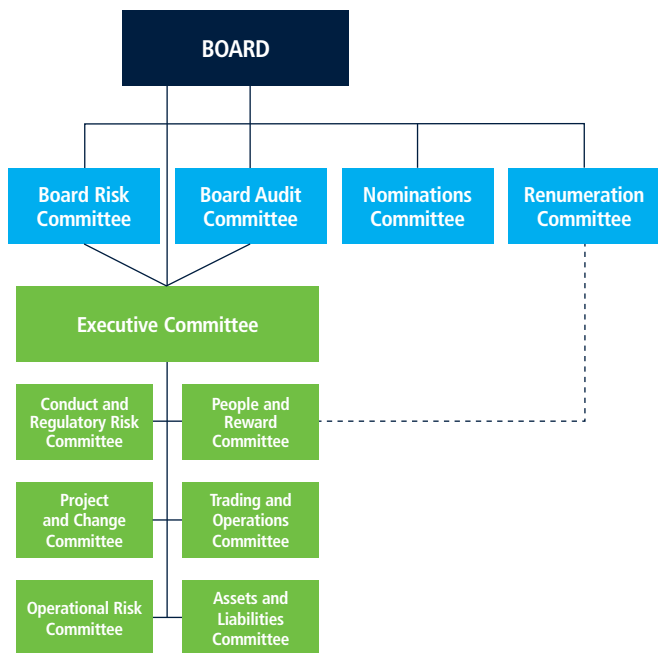 BOARD
Board Risk
Committee
Board Audit
Committee
Nominations
Committee
Renumeration
Committee
Executive Committee
Conduct and
Regulatory Risk
Committee
People and
Reward
Committee
Project
and Change
Committee
Trading and
Operations
Committee
Operational Risk
Committee
Assets and
Liabilities
Committee